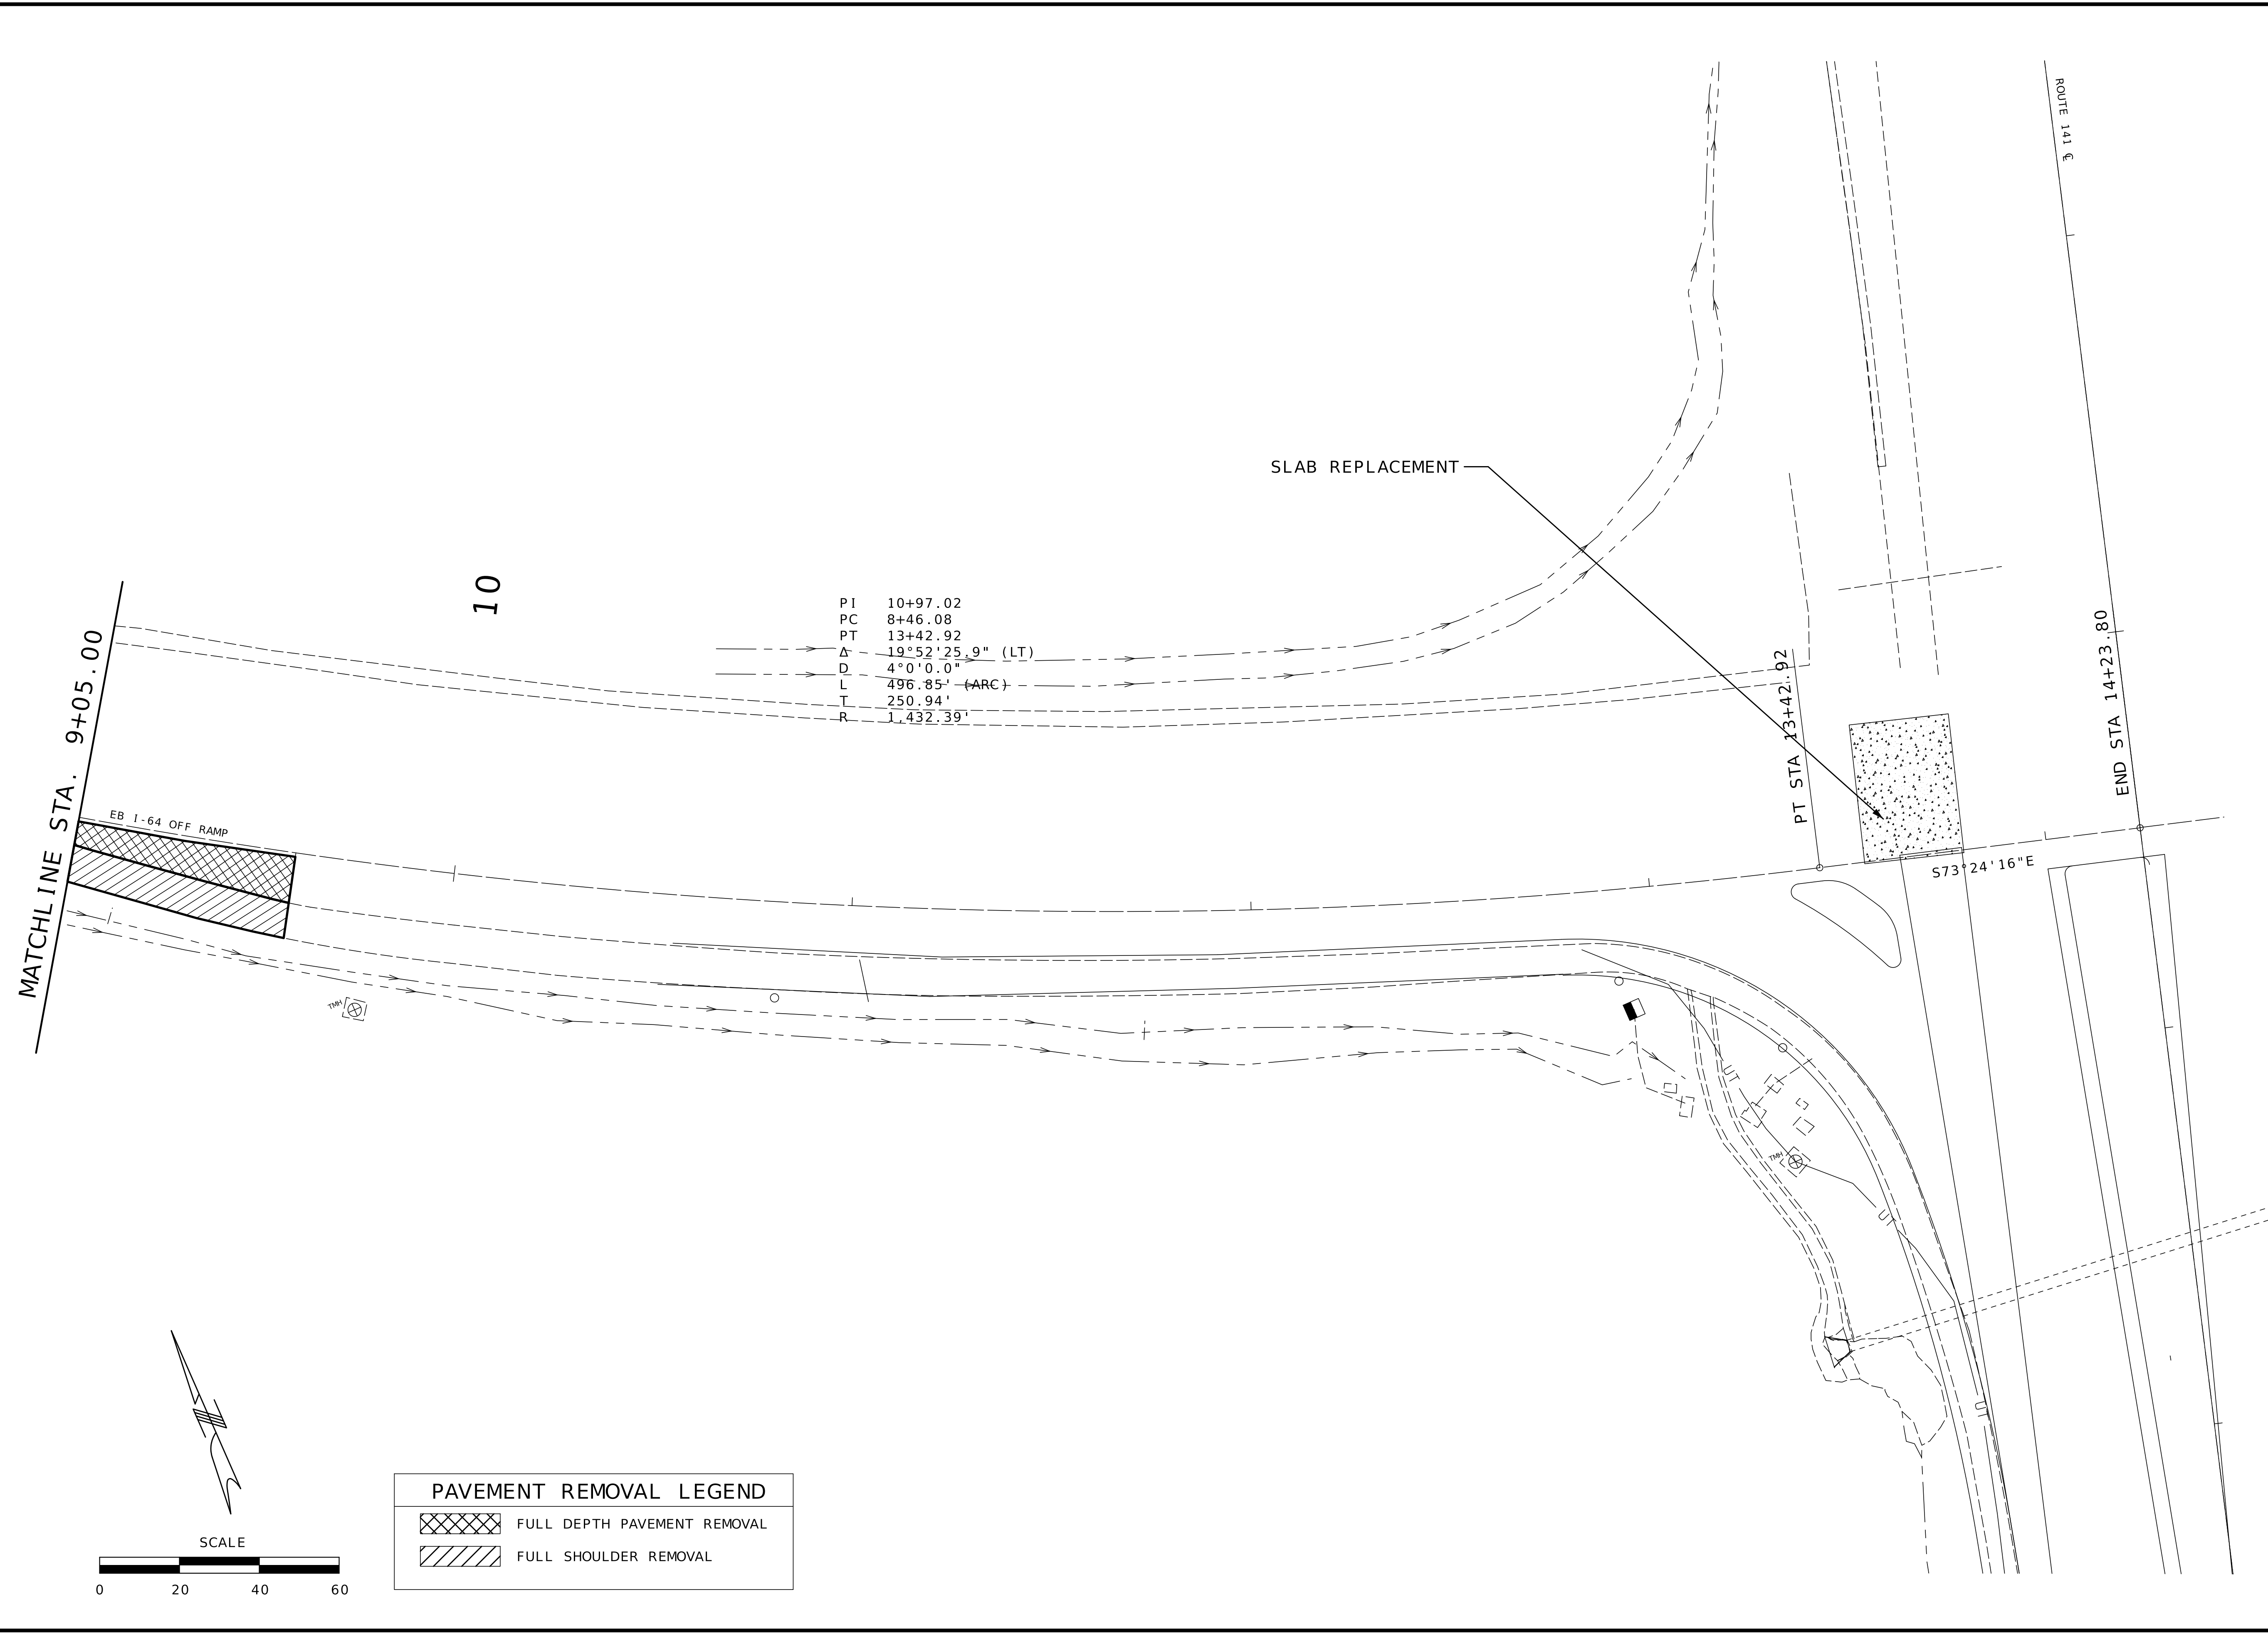 ROUTE 141 ℄
SLAB REPLACEMENT
10
PI 10+97.02
PC 8+46.08
PT 13+42.92
Δ 19°52'25.9" (LT)
D 4°0'0.0"
L 496.85' (ARC)
T 250.94'
R 1,432.39'
MATCHLINE STA. 9+05.00
EB I-64 OFF RAMP
PT STA 13+42.92
END STA 14+23.80
S73°24'16"E
TMH
TMH
PAVEMENT REMOVAL LEGEND
FULL DEPTH PAVEMENT REMOVAL
FULL SHOULDER REMOVAL
SCALE
0 20 40 60